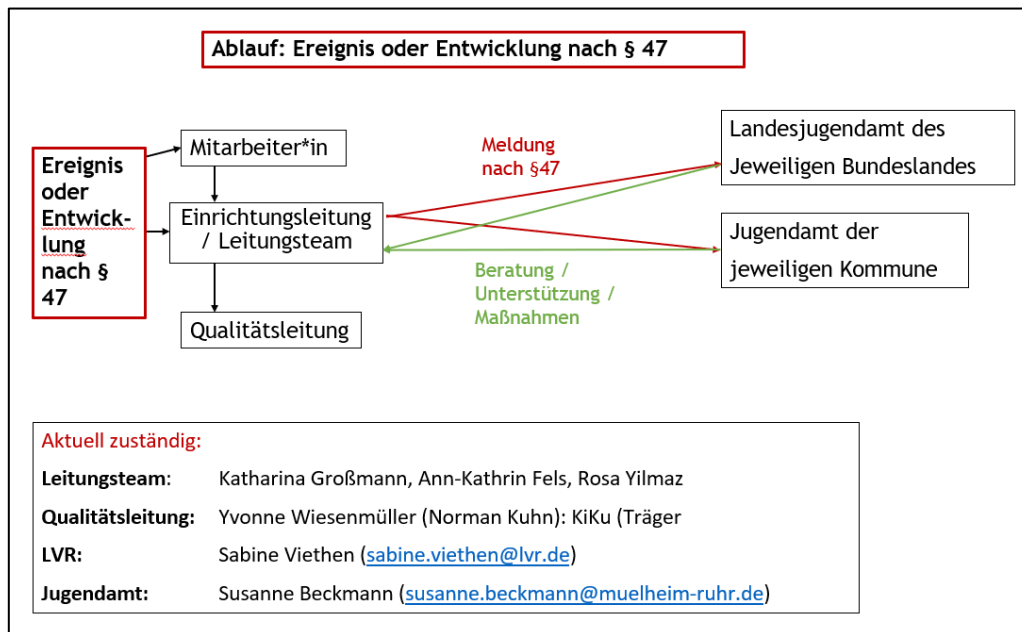 Ablauf: Ereignis oder Entwicklung nach § 47
Ereignis
oder
Entwick-
lung
nach §
47
Mitarbeiter*in
Einrichtungsleitung
/ Leitungsteam
Qualitätsleitung
Meldung
nach §47
Beratung /
Unterstützung /
Maßnahmen
Landesjugendamt des
Jeweiligen Bundeslandes
Jugendamt der
jeweiligen Kommune
Aktuell zuständig:
Leitungsteam: Katharina Großmann, Ann-Kathrin Fels, Rosa Yilmaz
Qualitätsleitung: Yvonne Wiesenmüller (Norman Kuhn): KiKu (Träger
LVR: Sabine Viethen (sabine.viethen@lvr.de)
Jugendamt: Susanne Beckmann (susanne.beckmann@muelheim-ruhr.de)